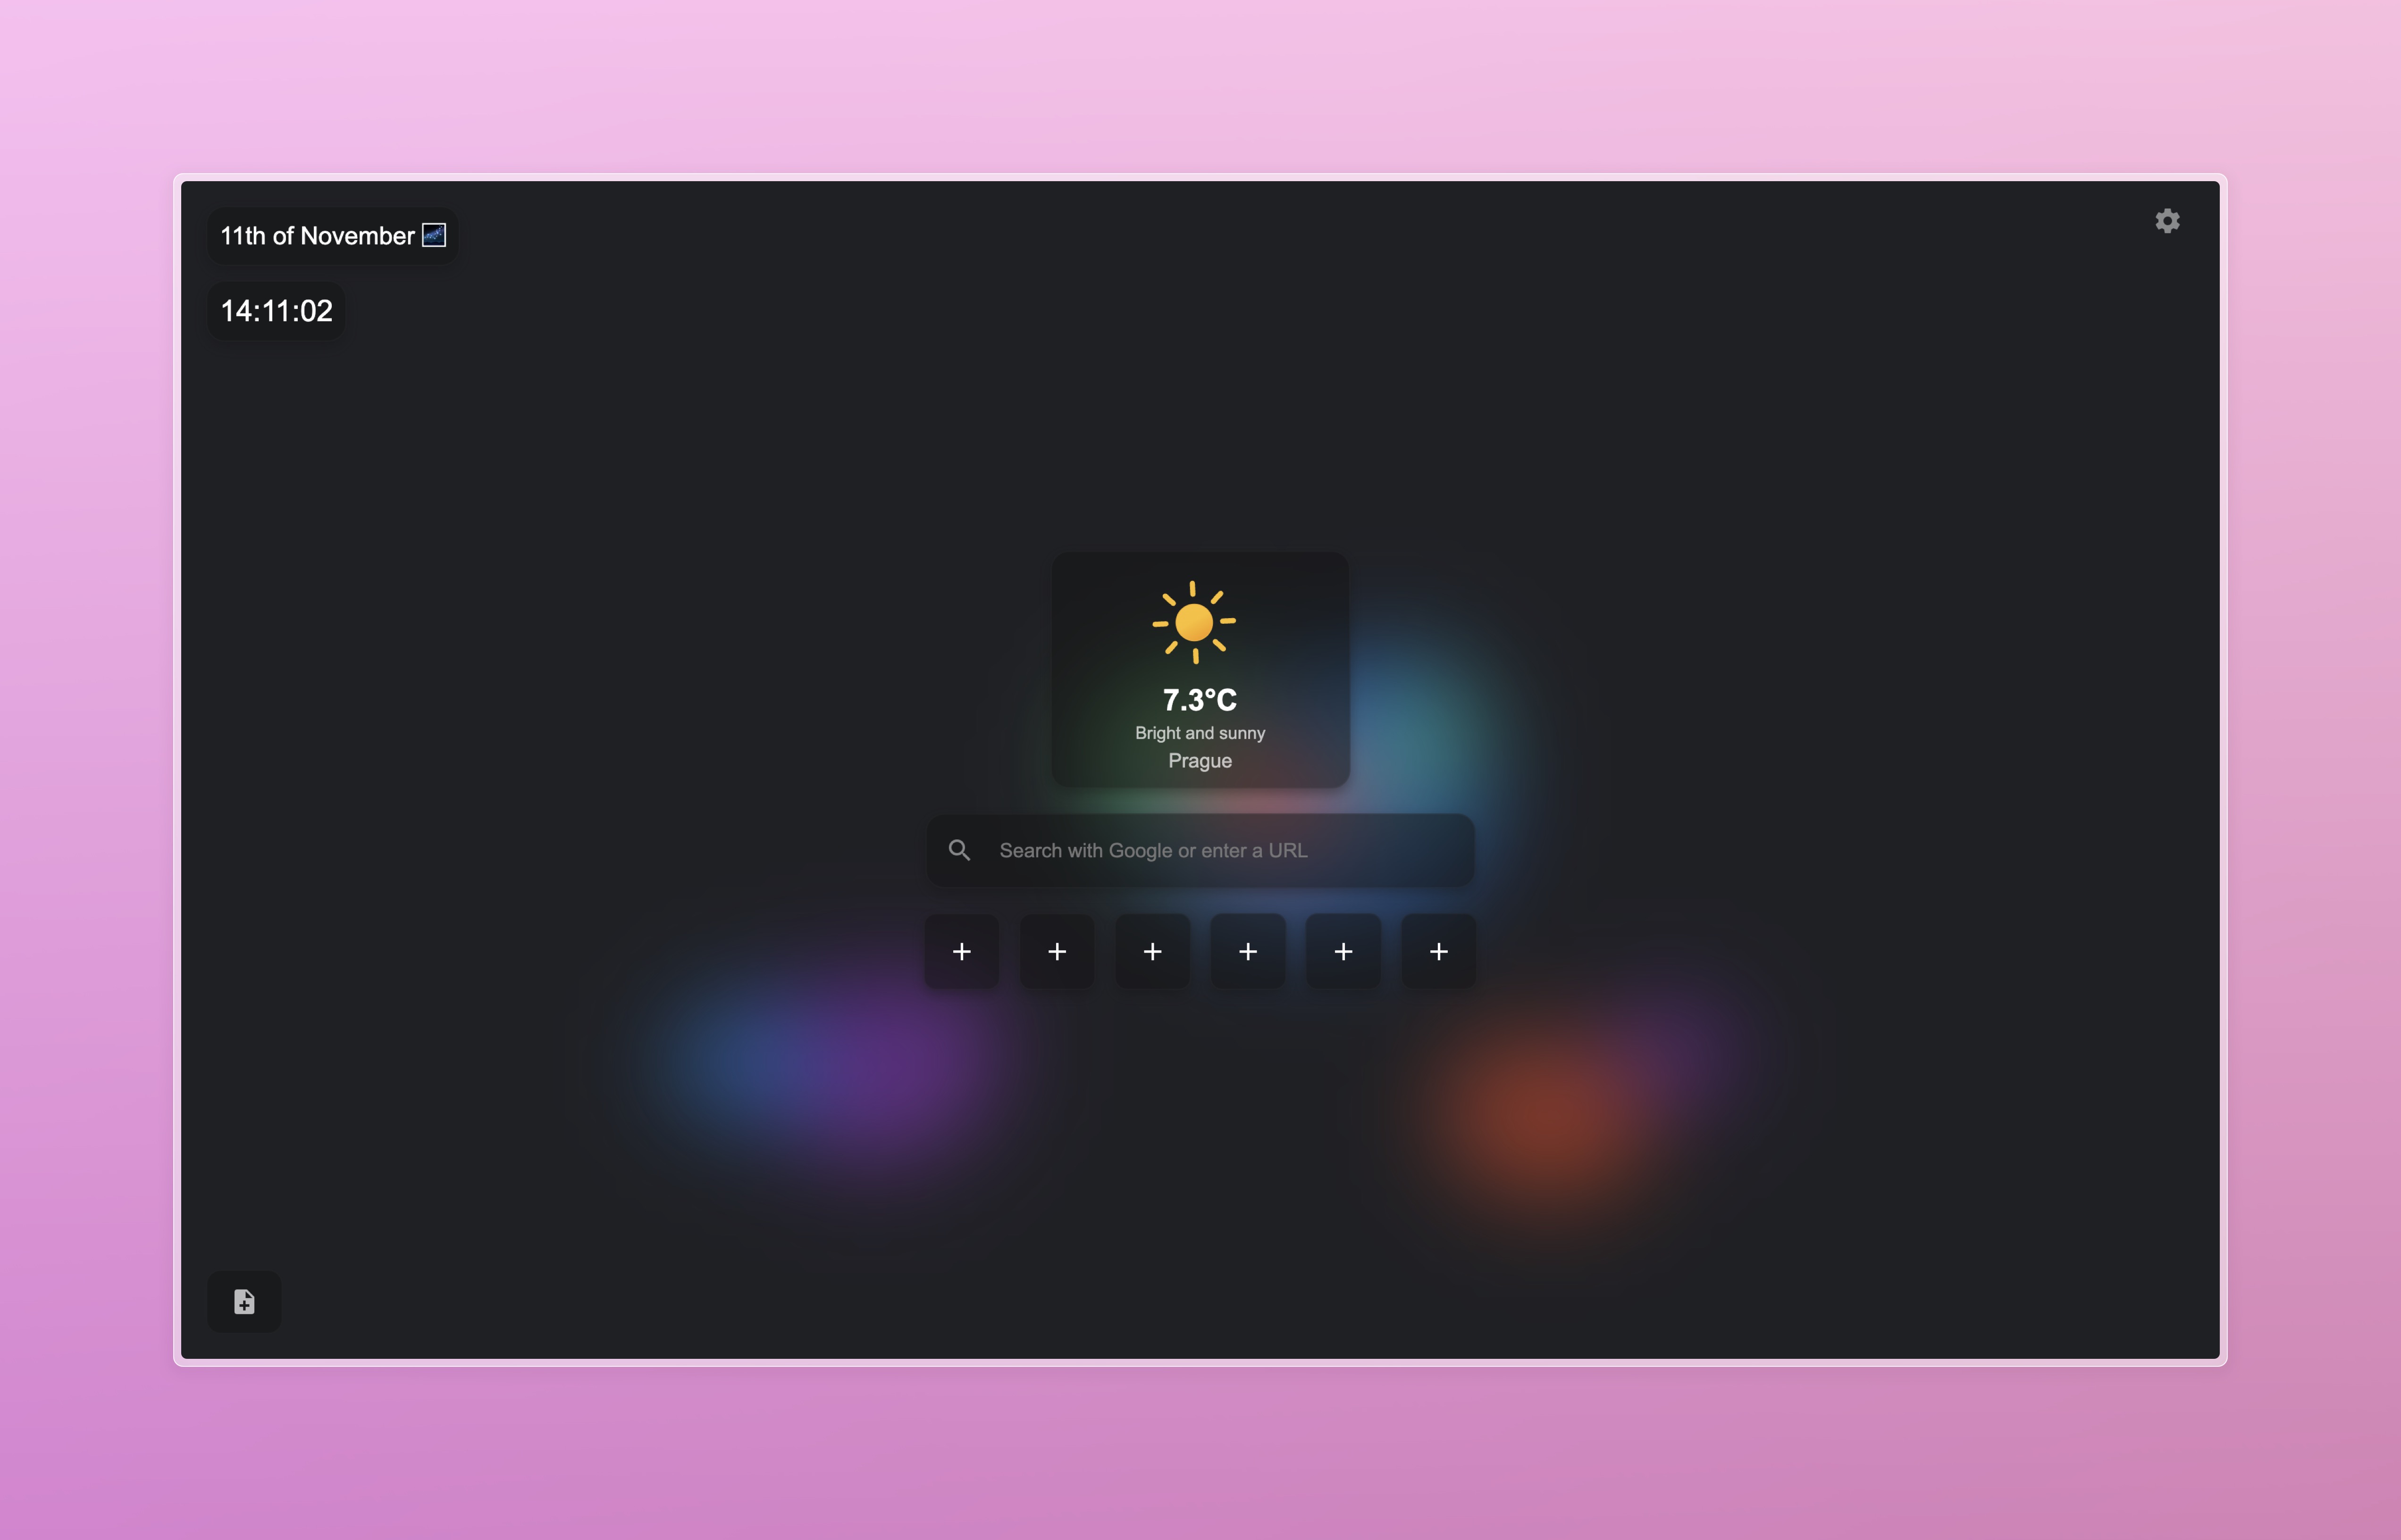 11th of November 🌌
14:11:02
7.3°C
Bright and sunny
Prague
Search with Google or enter a URL